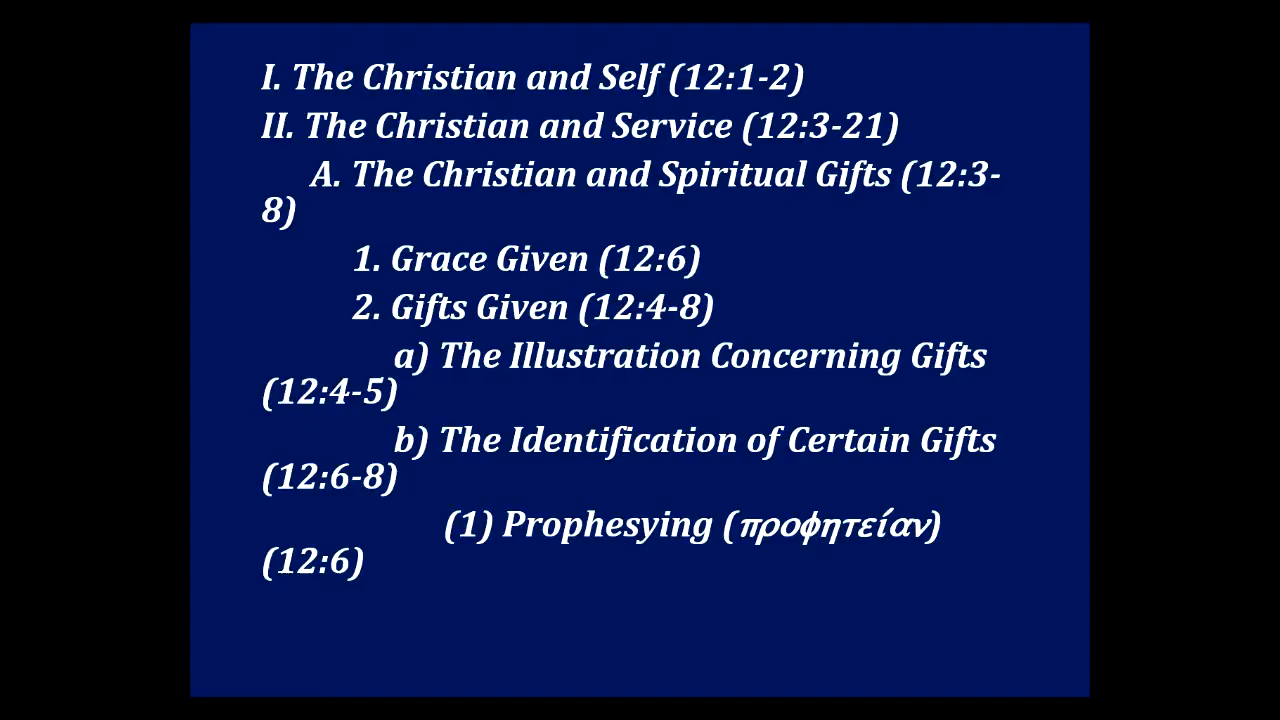 I. The Christian and Self (12:1-2)
II. The Christian and Service (12:3-21)
A. The Christian and Spiritual Gifts (12:3-
8)
1. Grace Given (12:6)
2. Gifts Given (12:4-8)
a) The Illustration Concerning Gifts
(12:4-5)
b) The Identification of Certain Gifts
(12:6-8)
(1) Prophesying (προφητείαν)
(12:6)